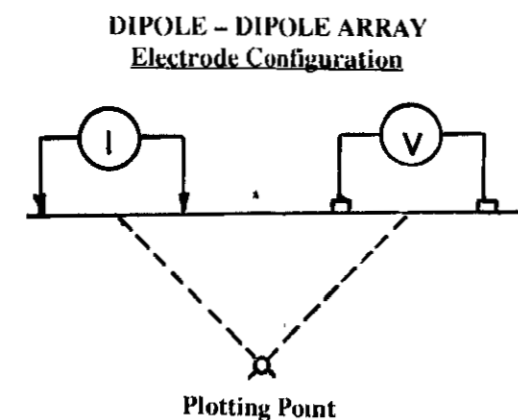 DIPOLE – DIPOLE ARRAY
Electrode Configuration
I
V
Plotting Point